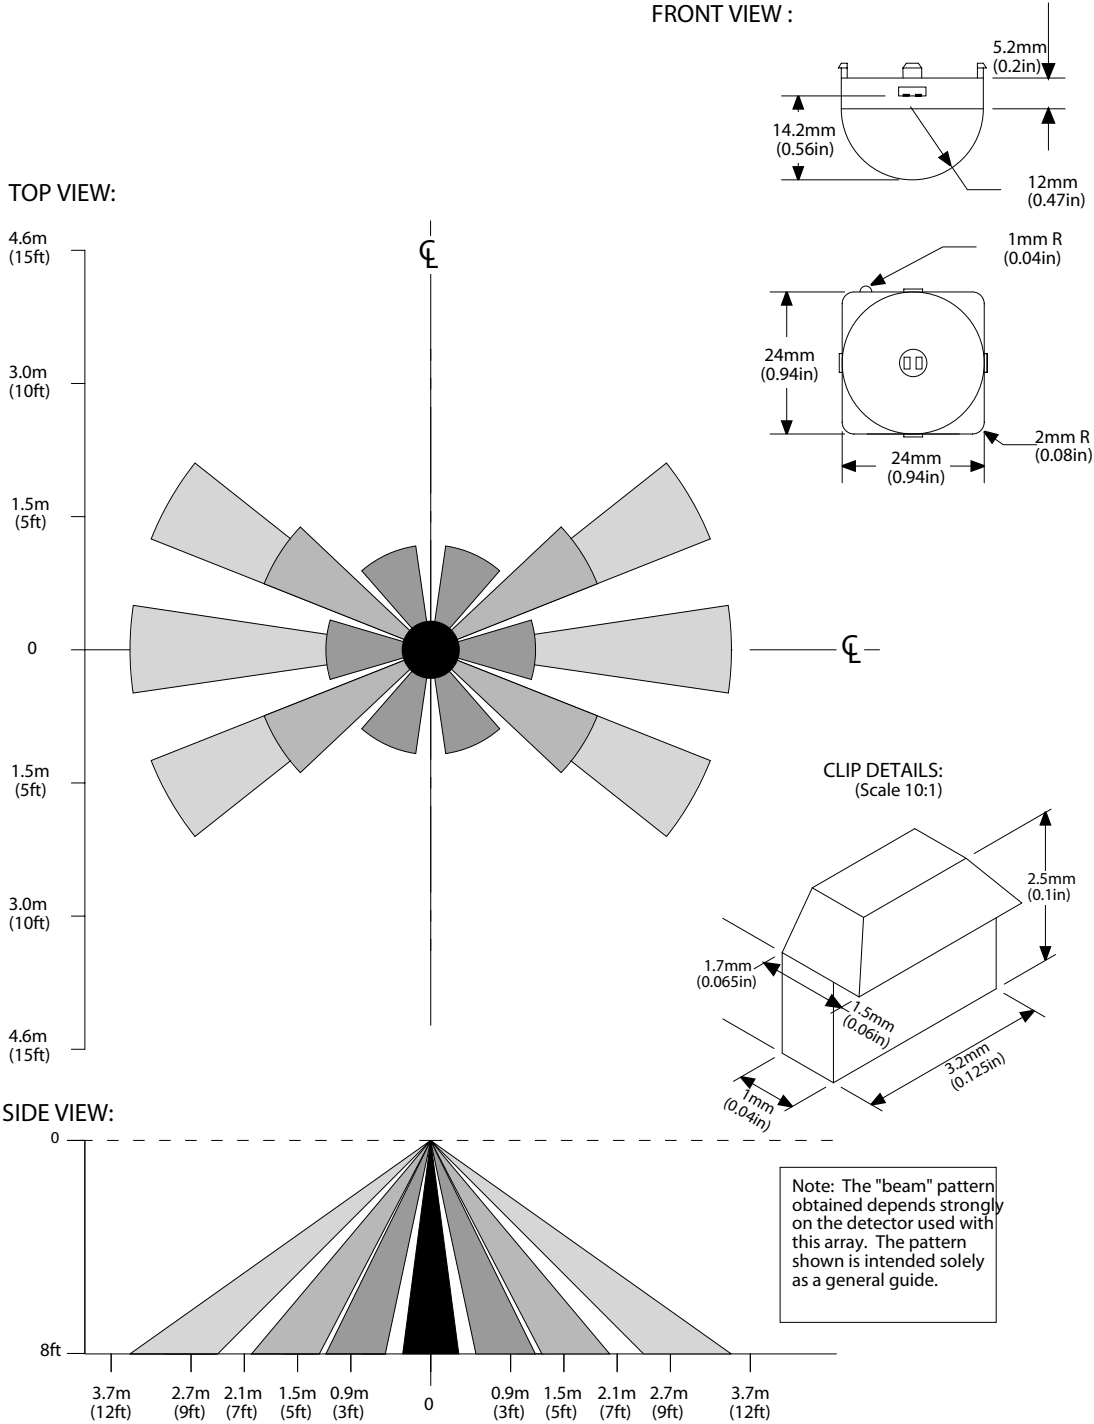 FRONT VIEW :
5.2mm
(0.2in)
14.2mm
(0.56in)
12mm
(0.47in)
TOP VIEW:
4.6m
(15ft)
3.0m
(10ft)
1.5m
(5ft)
0
1.5m
(5ft)
3.0m
(10ft)
4.6m
(15ft)
℄
℄
1mm R
(0.04in)
24mm
(0.94in)
2mm R
(0.08in)
24mm
(0.94in)
CLIP DETAILS:
(Scale 10:1)
2.5mm
(0.1in)
1.7mm
(0.065in)
1.5mm
(0.06in)
3.2mm
(0.125in)
1mm
(0.04in)
SIDE VIEW:
0
8ft
3.7m
(12ft)
2.7m
(9ft)
2.1m
(7ft)
1.5m
(5ft)
0.9m
(3ft)
0
0.9m
(3ft)
1.5m
(5ft)
2.1m
(7ft)
2.7m
(9ft)
3.7m
(12ft)
Note: The "beam" pattern
obtained depends strongly
on the detector used with
this array. The pattern
shown is intended solely
as a general guide.